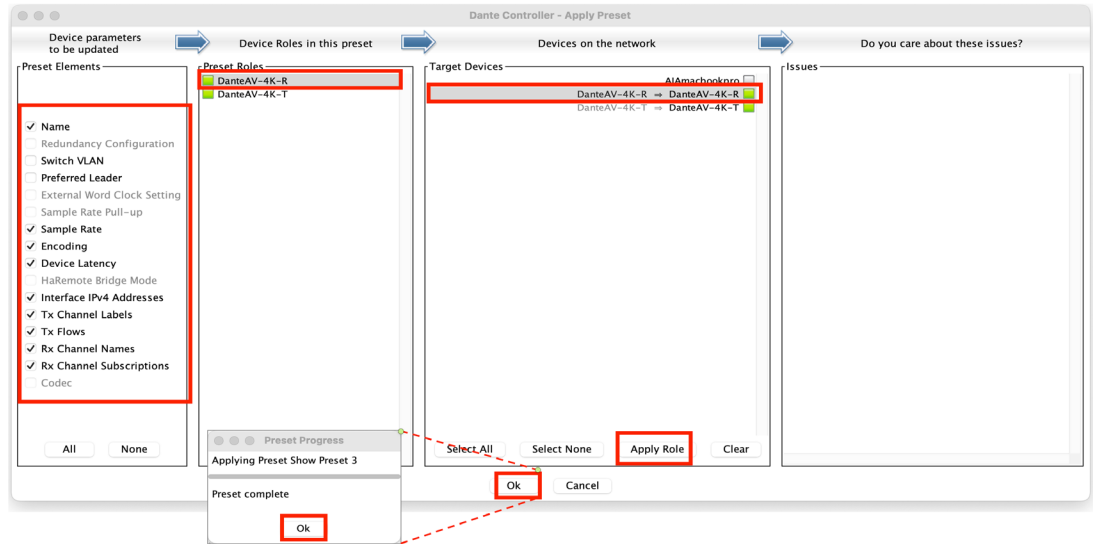 Dante Controller - Apply Preset
Device parameters
to be updated
Device Roles in this preset
Devices on the network
Do you care about these issues?
Preset Elements
Name
Redundancy Configuration
Switch VLAN
Preferred Leader
External Word Clock Setting
Sample Rate Pull-up
Sample Rate
Encoding
Device Latency
HaRemote Bridge Mode
Interface IPv4 Addresses
Tx Channel Labels
Tx Flows
Rx Channel Names
Rx Channel Subscriptions
Codec
All None
Preset Roles
DanteAV-4K-R
DanteAV-4K-T
Target Devices
DanteAV-4K-R ⇒ DanteAV-4K-R
DanteAV-4K-T ⇒ DanteAV-4K-T
Select All Select None Apply Role Clear
Issues
Ok Cancel
Preset Progress
Applying Preset Show Preset 3
Preset complete
Ok